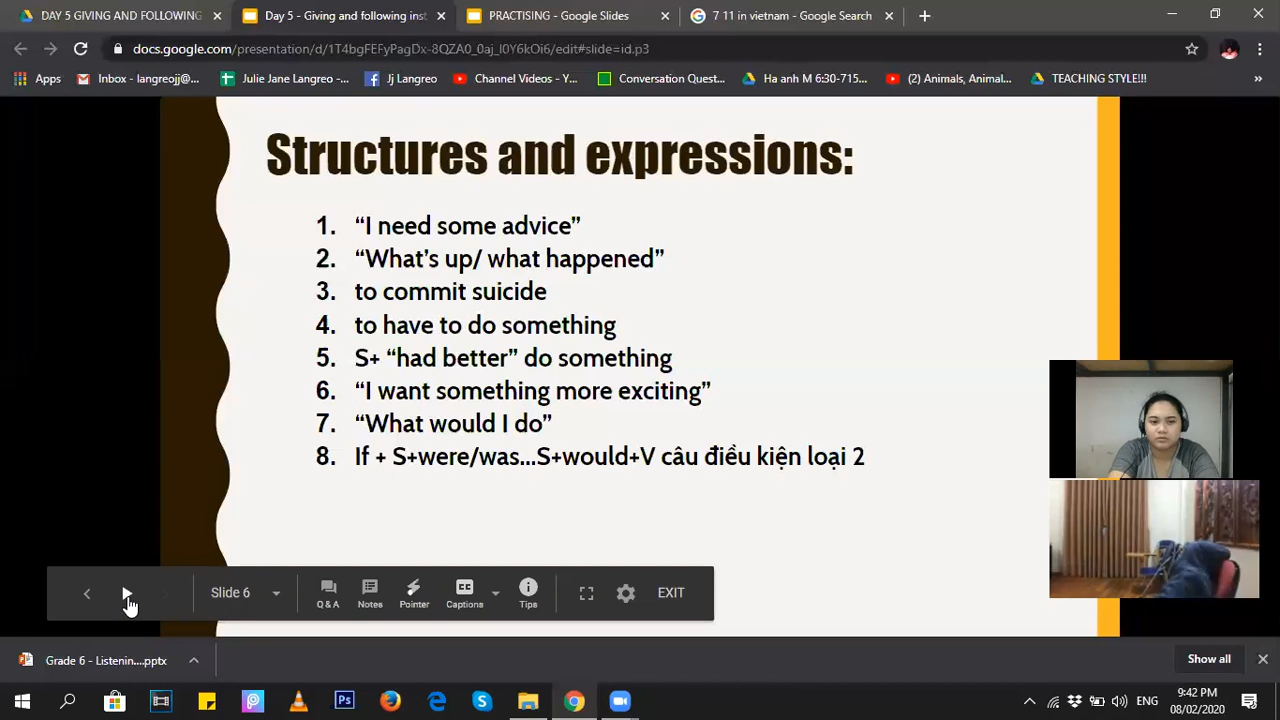 DAY 5 GIVING AND FOLLOWING
Day 5 - Giving and following inst
PRACTISING - Google Slides
7 11 in vietnam - Google Search
docs.google.com/presentation/d/1T4bgFEFyPagDx-8QZA0_0aj_I0Y6kOi6/edit#slide=id.p3
Apps
Inbox - langreojj@...
Julie Jane Langreo -...
Jj Langreo
Channel Videos - Y...
Conversation Quest...
Ha anh M 6:30-715...
(2) Animals, Animal...
TEACHING STYLE!!!
Structures and expressions:
1. “I need some advice”
2. “What’s up/ what happened”
3. to commit suicide
4. to have to do something
5. S+ “had better” do something
6. “I want something more exciting”
7. “What would I do”
8. If + S+were/was...S+would+V câu điều kiện loại 2
Slide 6
Q & A
Notes
Pointer
CC
Captions
Tips
EXIT
Grade 6 - Listenin....pptx
Show all
Ps
ENG
9:42 PM
08/02/2020